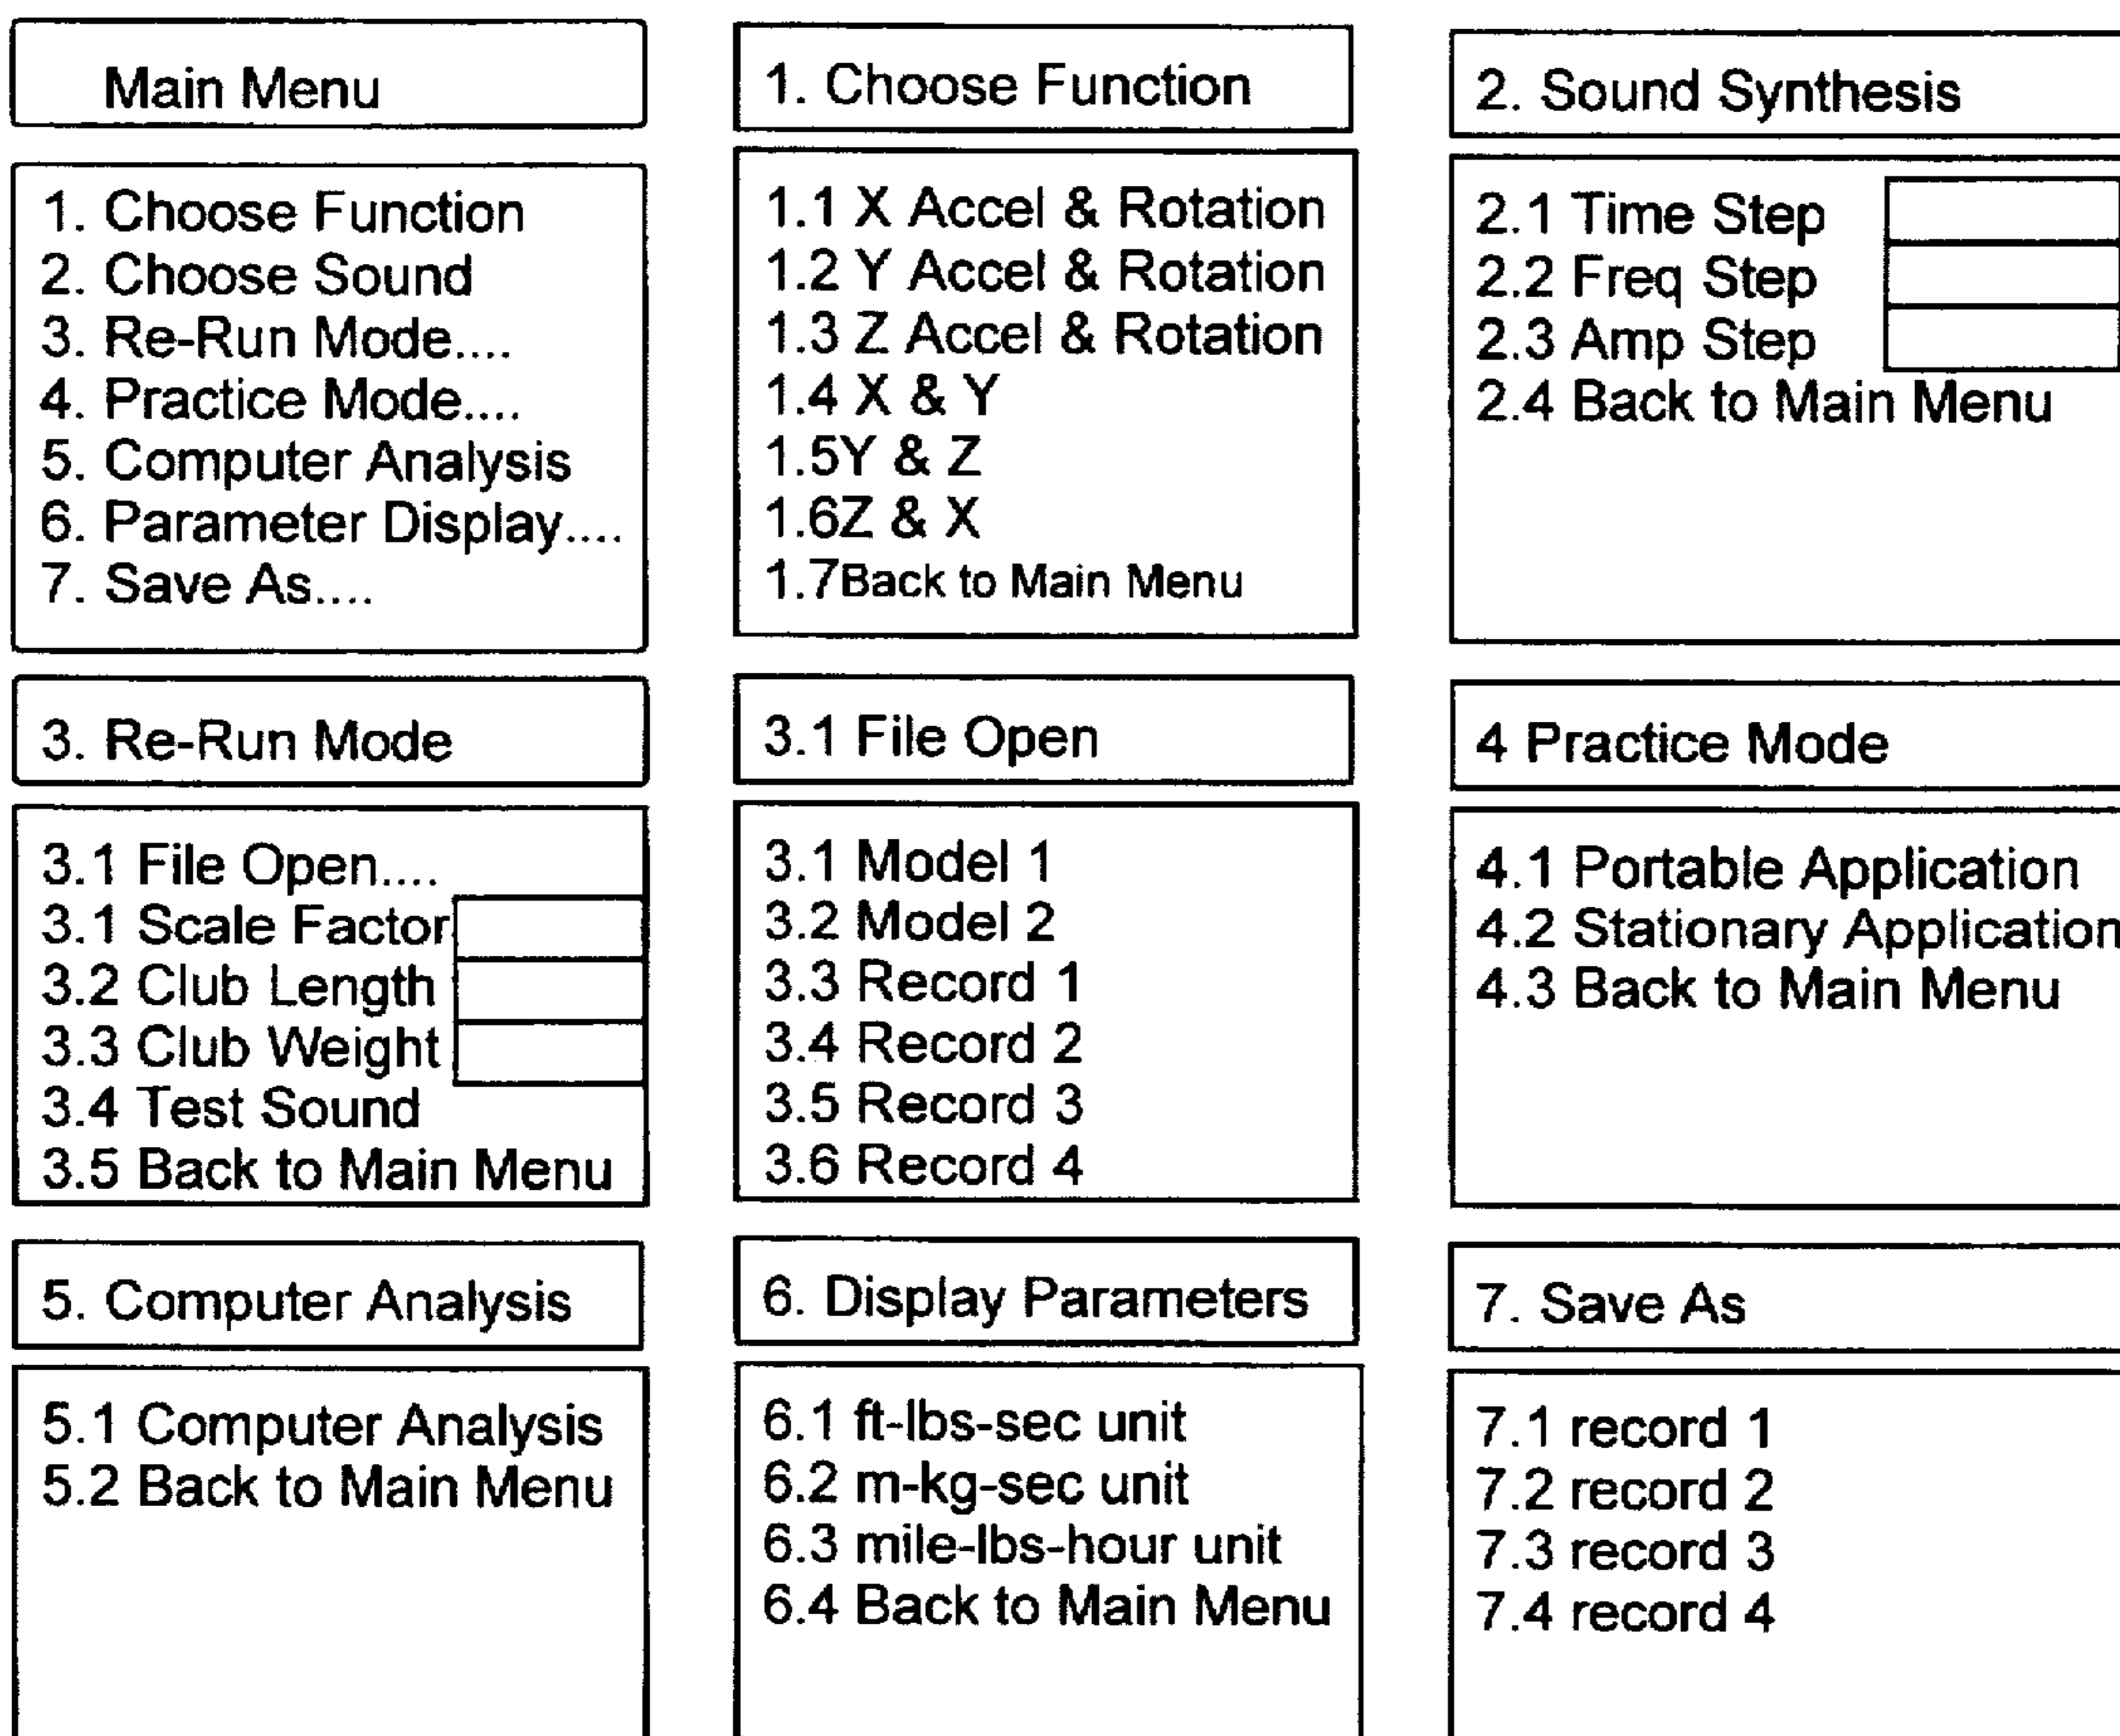 Main Menu
1. Choose Function
2. Choose Sound
3. Re-Run Mode....
4. Practice Mode....
5. Computer Analysis
6. Parameter Display....
7. Save As....
1. Choose Function
1.1 X Accel & Rotation
1.2 Y Accel & Rotation
1.3 Z Accel & Rotation
1.4 X & Y
1.5Y & Z
1.6Z & X
1.7Back to Main Menu
2. Sound Synthesis
2.1 Time Step
2.2 Freq Step
2.3 Amp Step
2.4 Back to Main Menu
3. Re-Run Mode
3.1 File Open....
3.1 Scale Factor
3.2 Club Length
3.3 Club Weight
3.4 Test Sound
3.5 Back to Main Menu
3.1 File Open
3.1 Model 1
3.2 Model 2
3.3 Record 1
3.4 Record 2
3.5 Record 3
3.6 Record 4
4 Practice Mode
4.1 Portable Application
4.2 Stationary Application
4.3 Back to Main Menu
5. Computer Analysis
5.1 Computer Analysis
5.2 Back to Main Menu
6. Display Parameters
6.1 ft-lbs-sec unit
6.2 m-kg-sec unit
6.3 mile-lbs-hour unit
6.4 Back to Main Menu
7. Save As
7.1 record 1
7.2 record 2
7.3 record 3
7.4 record 4